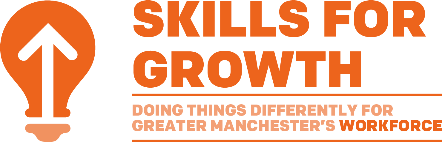 SKILLS FOR
GROWTH
DOING THINGS DIFFERENTLY FOR
GREATER MANCHESTER'S WORKFORCE